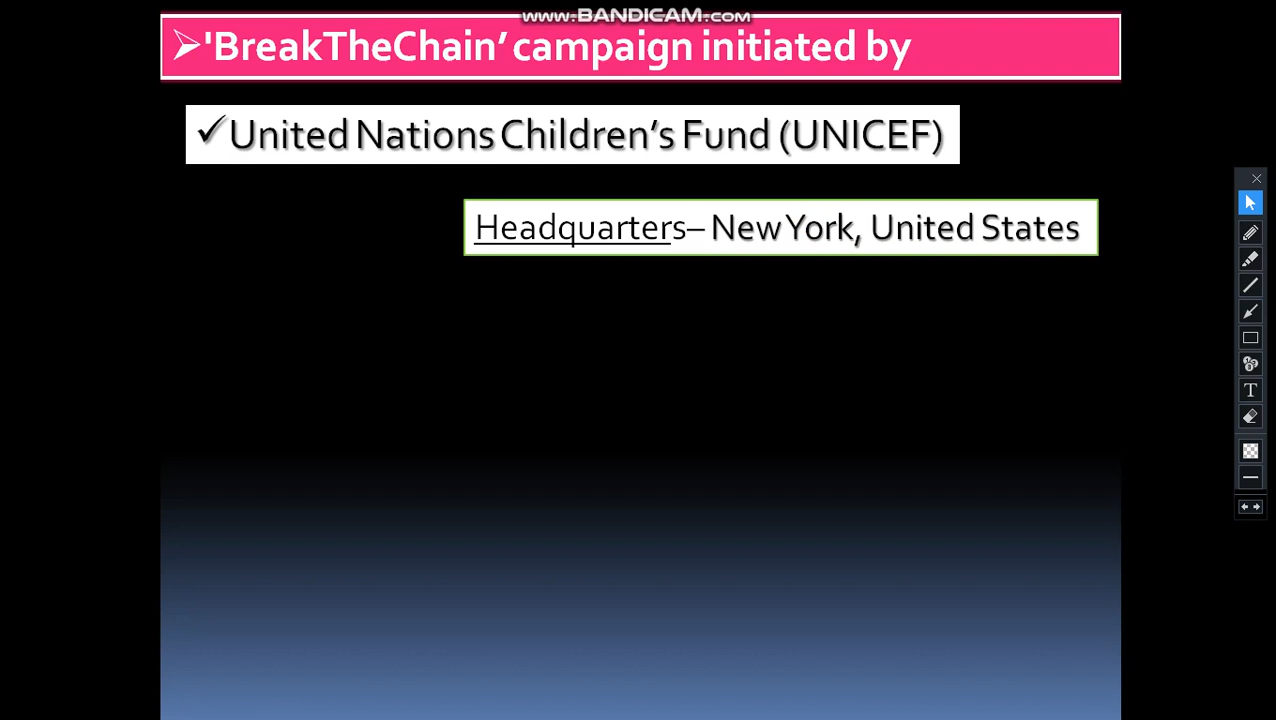 www.BANDICAM.com
➢'BreakTheChain’ campaign initiated by
✓United Nations Children’s Fund (UNICEF)
Headquarters– New York, United States